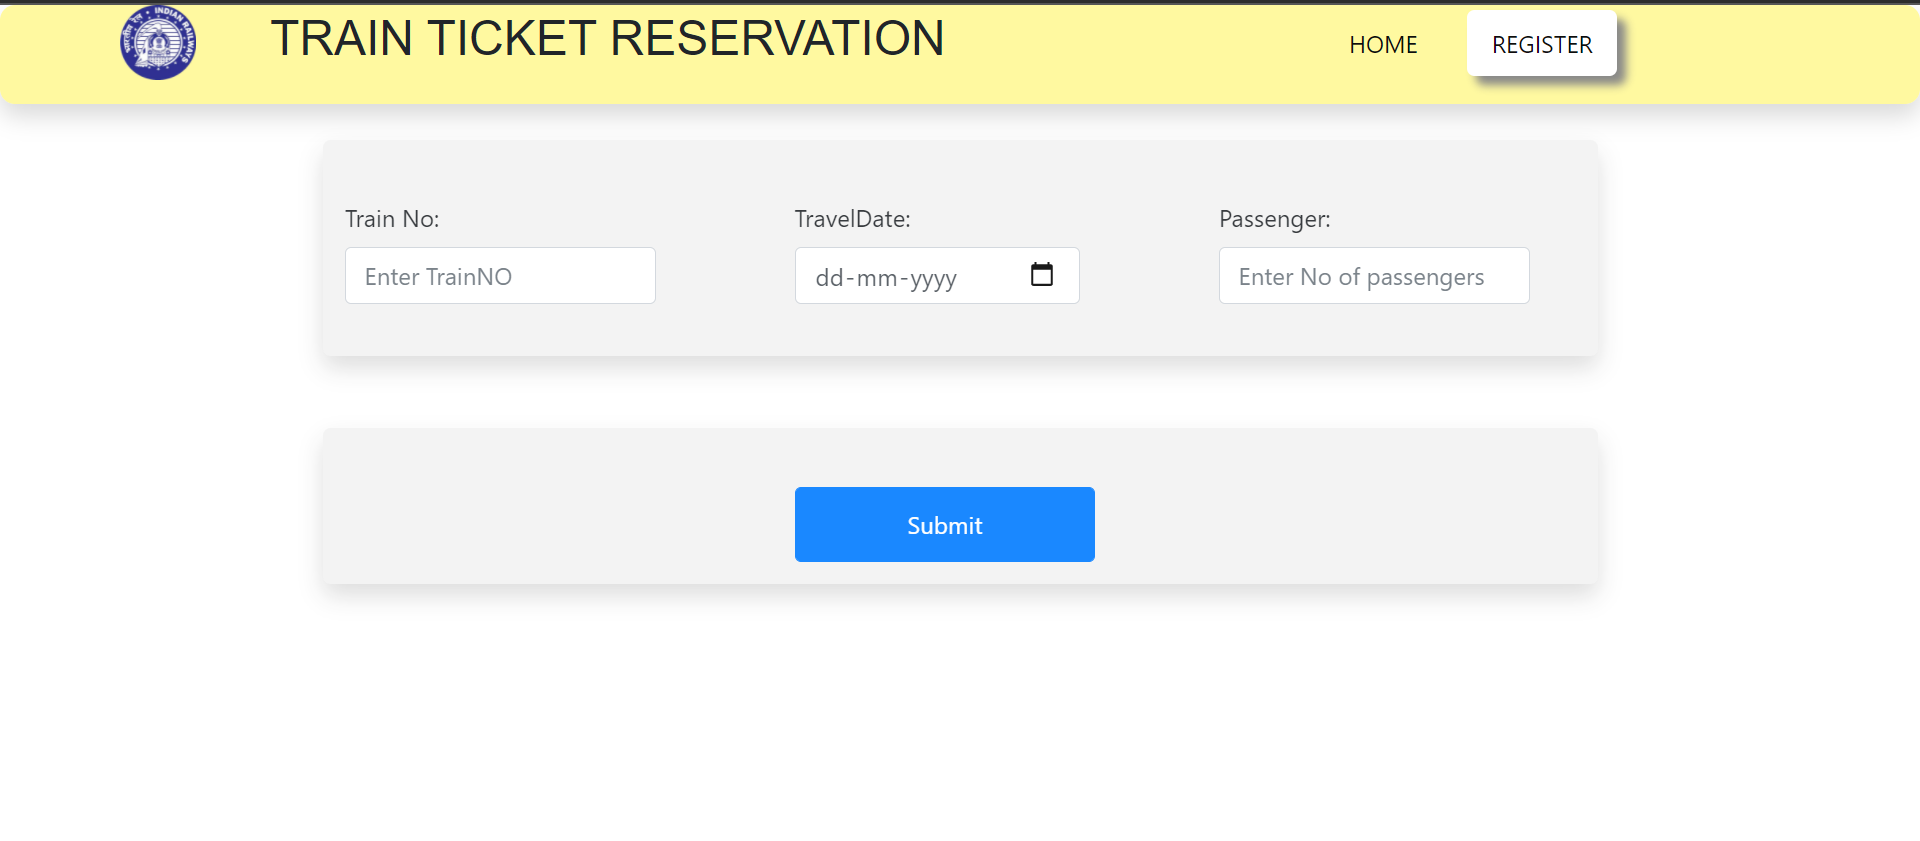 INDIAN RAILWAYS
भारतीय रेल
TRAIN TICKET RESERVATION
HOME
REGISTER
Train No:
TravelDate:
Passenger:
Enter TrainNO
dd-mm-yyyy
Enter No of passengers
Submit